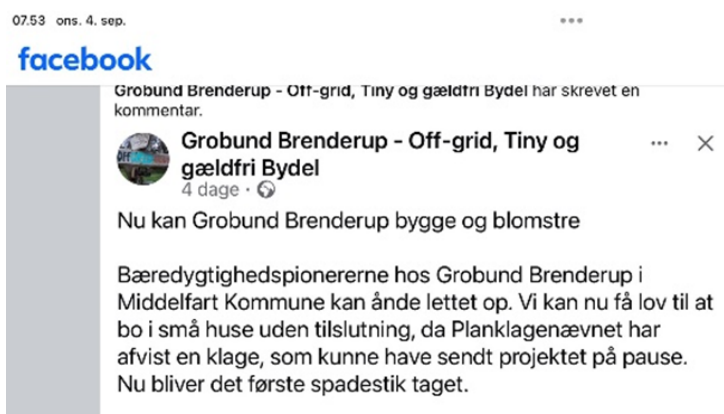 07.53 ons. 4. sep.
facebook
Grobund Brenderup - Off-grid, Tiny og gældfri Bydel har skrevet en
kommentar.
Grobund Brenderup - Off-grid, Tiny og
gældfri Bydel
4 dage ·
Nu kan Grobund Brenderup bygge og blomstre
Bæredygtighedspionererne hos Grobund Brenderup i
Middelfart Kommune kan ånde lettet op. Vi kan nu få lov til at
bo i små huse uden tilslutning, da Planklagenævnet har
afvist en klage, som kunne have sendt projektet på pause.
Nu bliver det første spadestik taget.